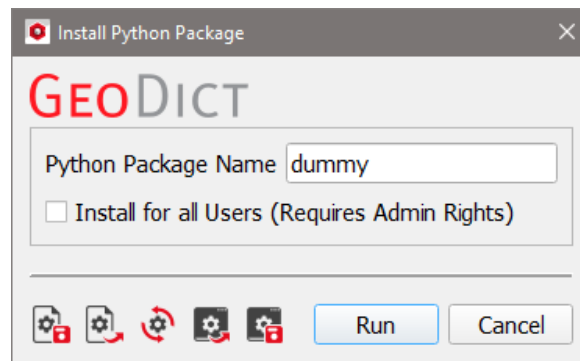 Install Python Package
GEODICT
Python Package Name dummy
Install for all Users (Requires Admin Rights)
Run Cancel